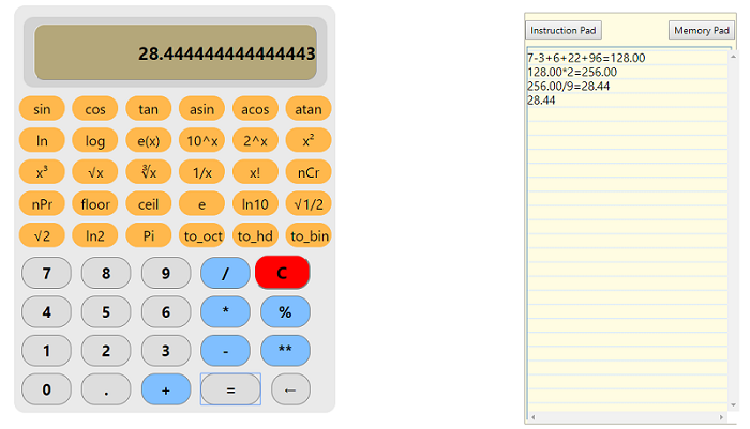 28.444444444444443
sin cos tan asin acos atan
ln log e(x) 10^x 2^x x²
x³ √x ∛x 1/x x! nCr
nPr floor ceil e ln10 √1/2
√2 ln2 Pi to_oct to_hd to_bin
7 8 9 / C
4 5 6 * %
1 2 3 - **
0 . + = ←
Instruction Pad Memory Pad
7-3+6+22+96=128.00
128.00*2=256.00
256.00/9=28.44
28.44